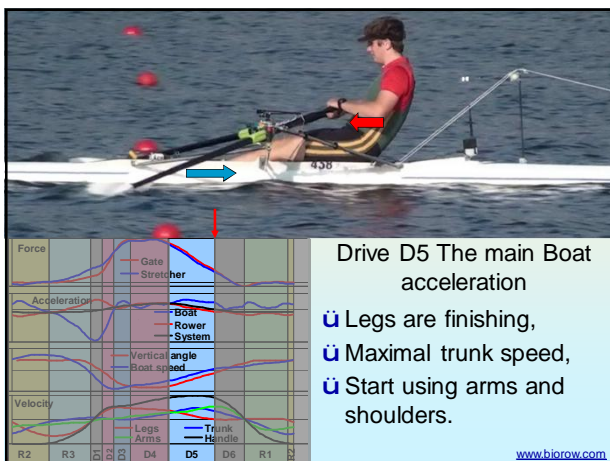 438
Force
Gate
Stretcher
Acceleration
Boat
Rower
System
Vertical angle
Boat speed
Velocity
Legs
Trunk
Arms
Handle
R2 R3 D1 D2 D3 D4 D5 D6 R1 R2
Drive D5 The main Boat
acceleration
ü Legs are finishing,
ü Maximal trunk speed,
ü Start using arms and
shoulders.
www.biorow.com